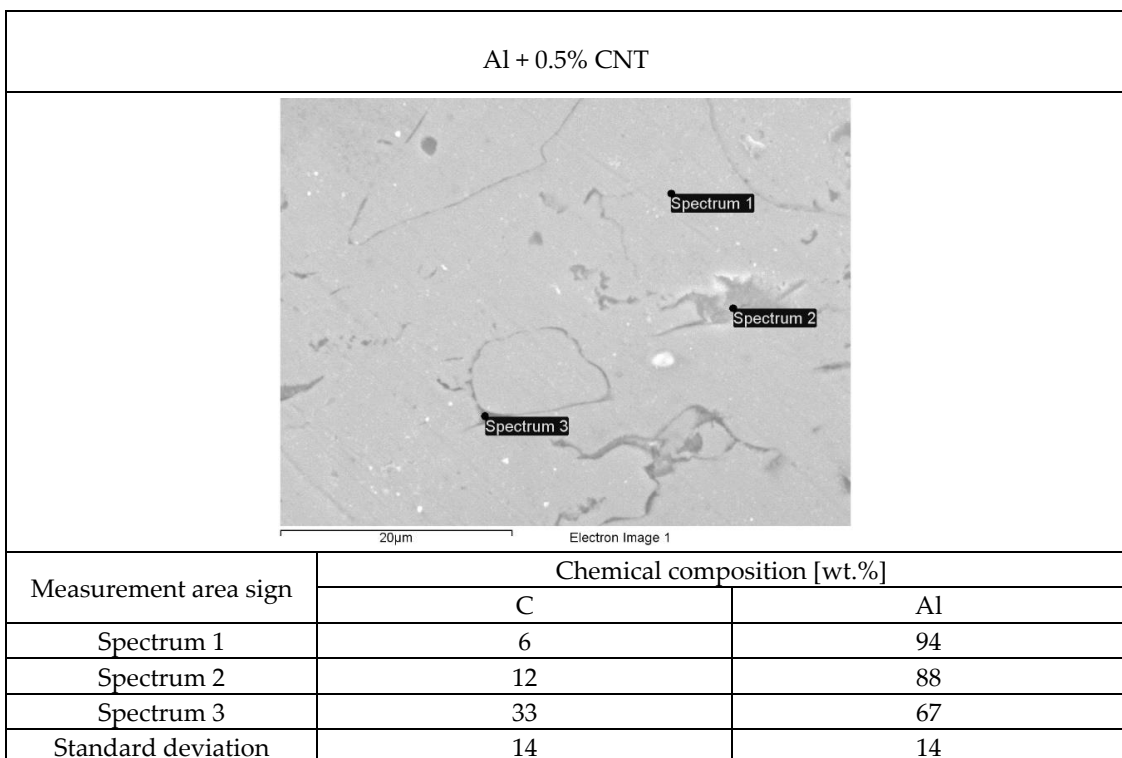 Al + 0.5% CNT
Spectrum 1
Spectrum 2
Spectrum 3
20µm Electron Image 1
Measurement area sign Chemical composition [wt.%]
C Al
Spectrum 1 6 94
Spectrum 2 12 88
Spectrum 3 33 67
Standard deviation 14 14